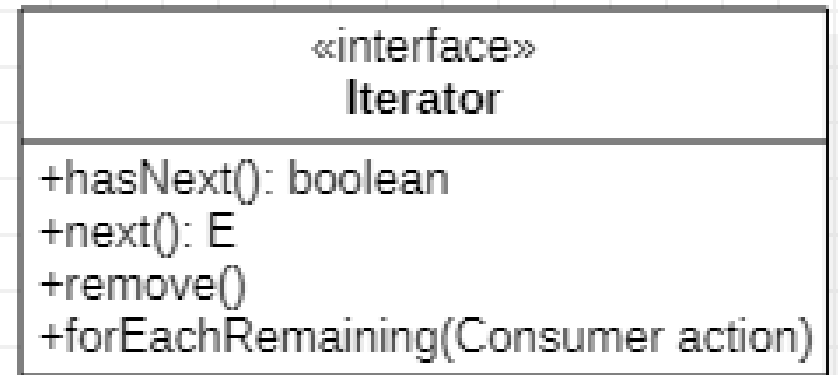 «interface»
Iterator
+hasNext(): boolean
+next(): E
+remove()
+forEachRemaining(Consumer action)